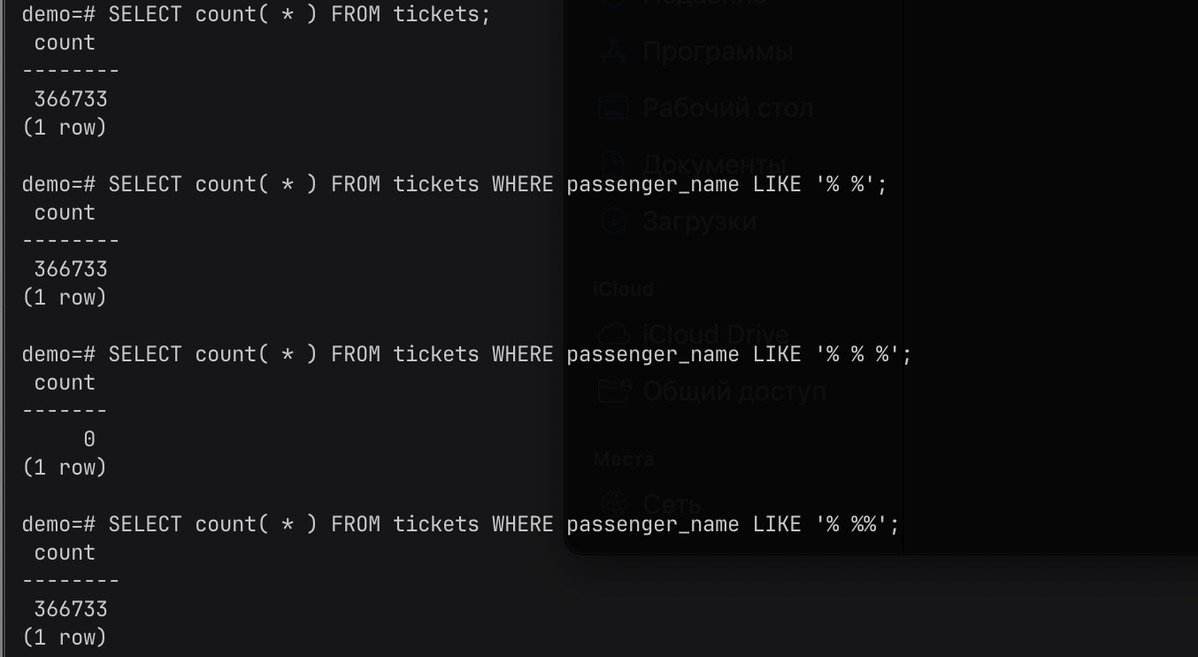 demo=# SELECT count( * ) FROM tickets;
count
--------
366733
(1 row)
demo=# SELECT count( * ) FROM tickets WHERE passenger_name LIKE '% %';
count
--------
366733
(1 row)
demo=# SELECT count( * ) FROM tickets WHERE passenger_name LIKE '% % %';
count
-------
0
(1 row)
demo=# SELECT count( * ) FROM tickets WHERE passenger_name LIKE '% %%';
count
--------
366733
(1 row)
Недавние
Программы
Рабочий стол
Документы
Загрузки
iCloud
iCloud Drive
Общий доступ
Места
Сеть